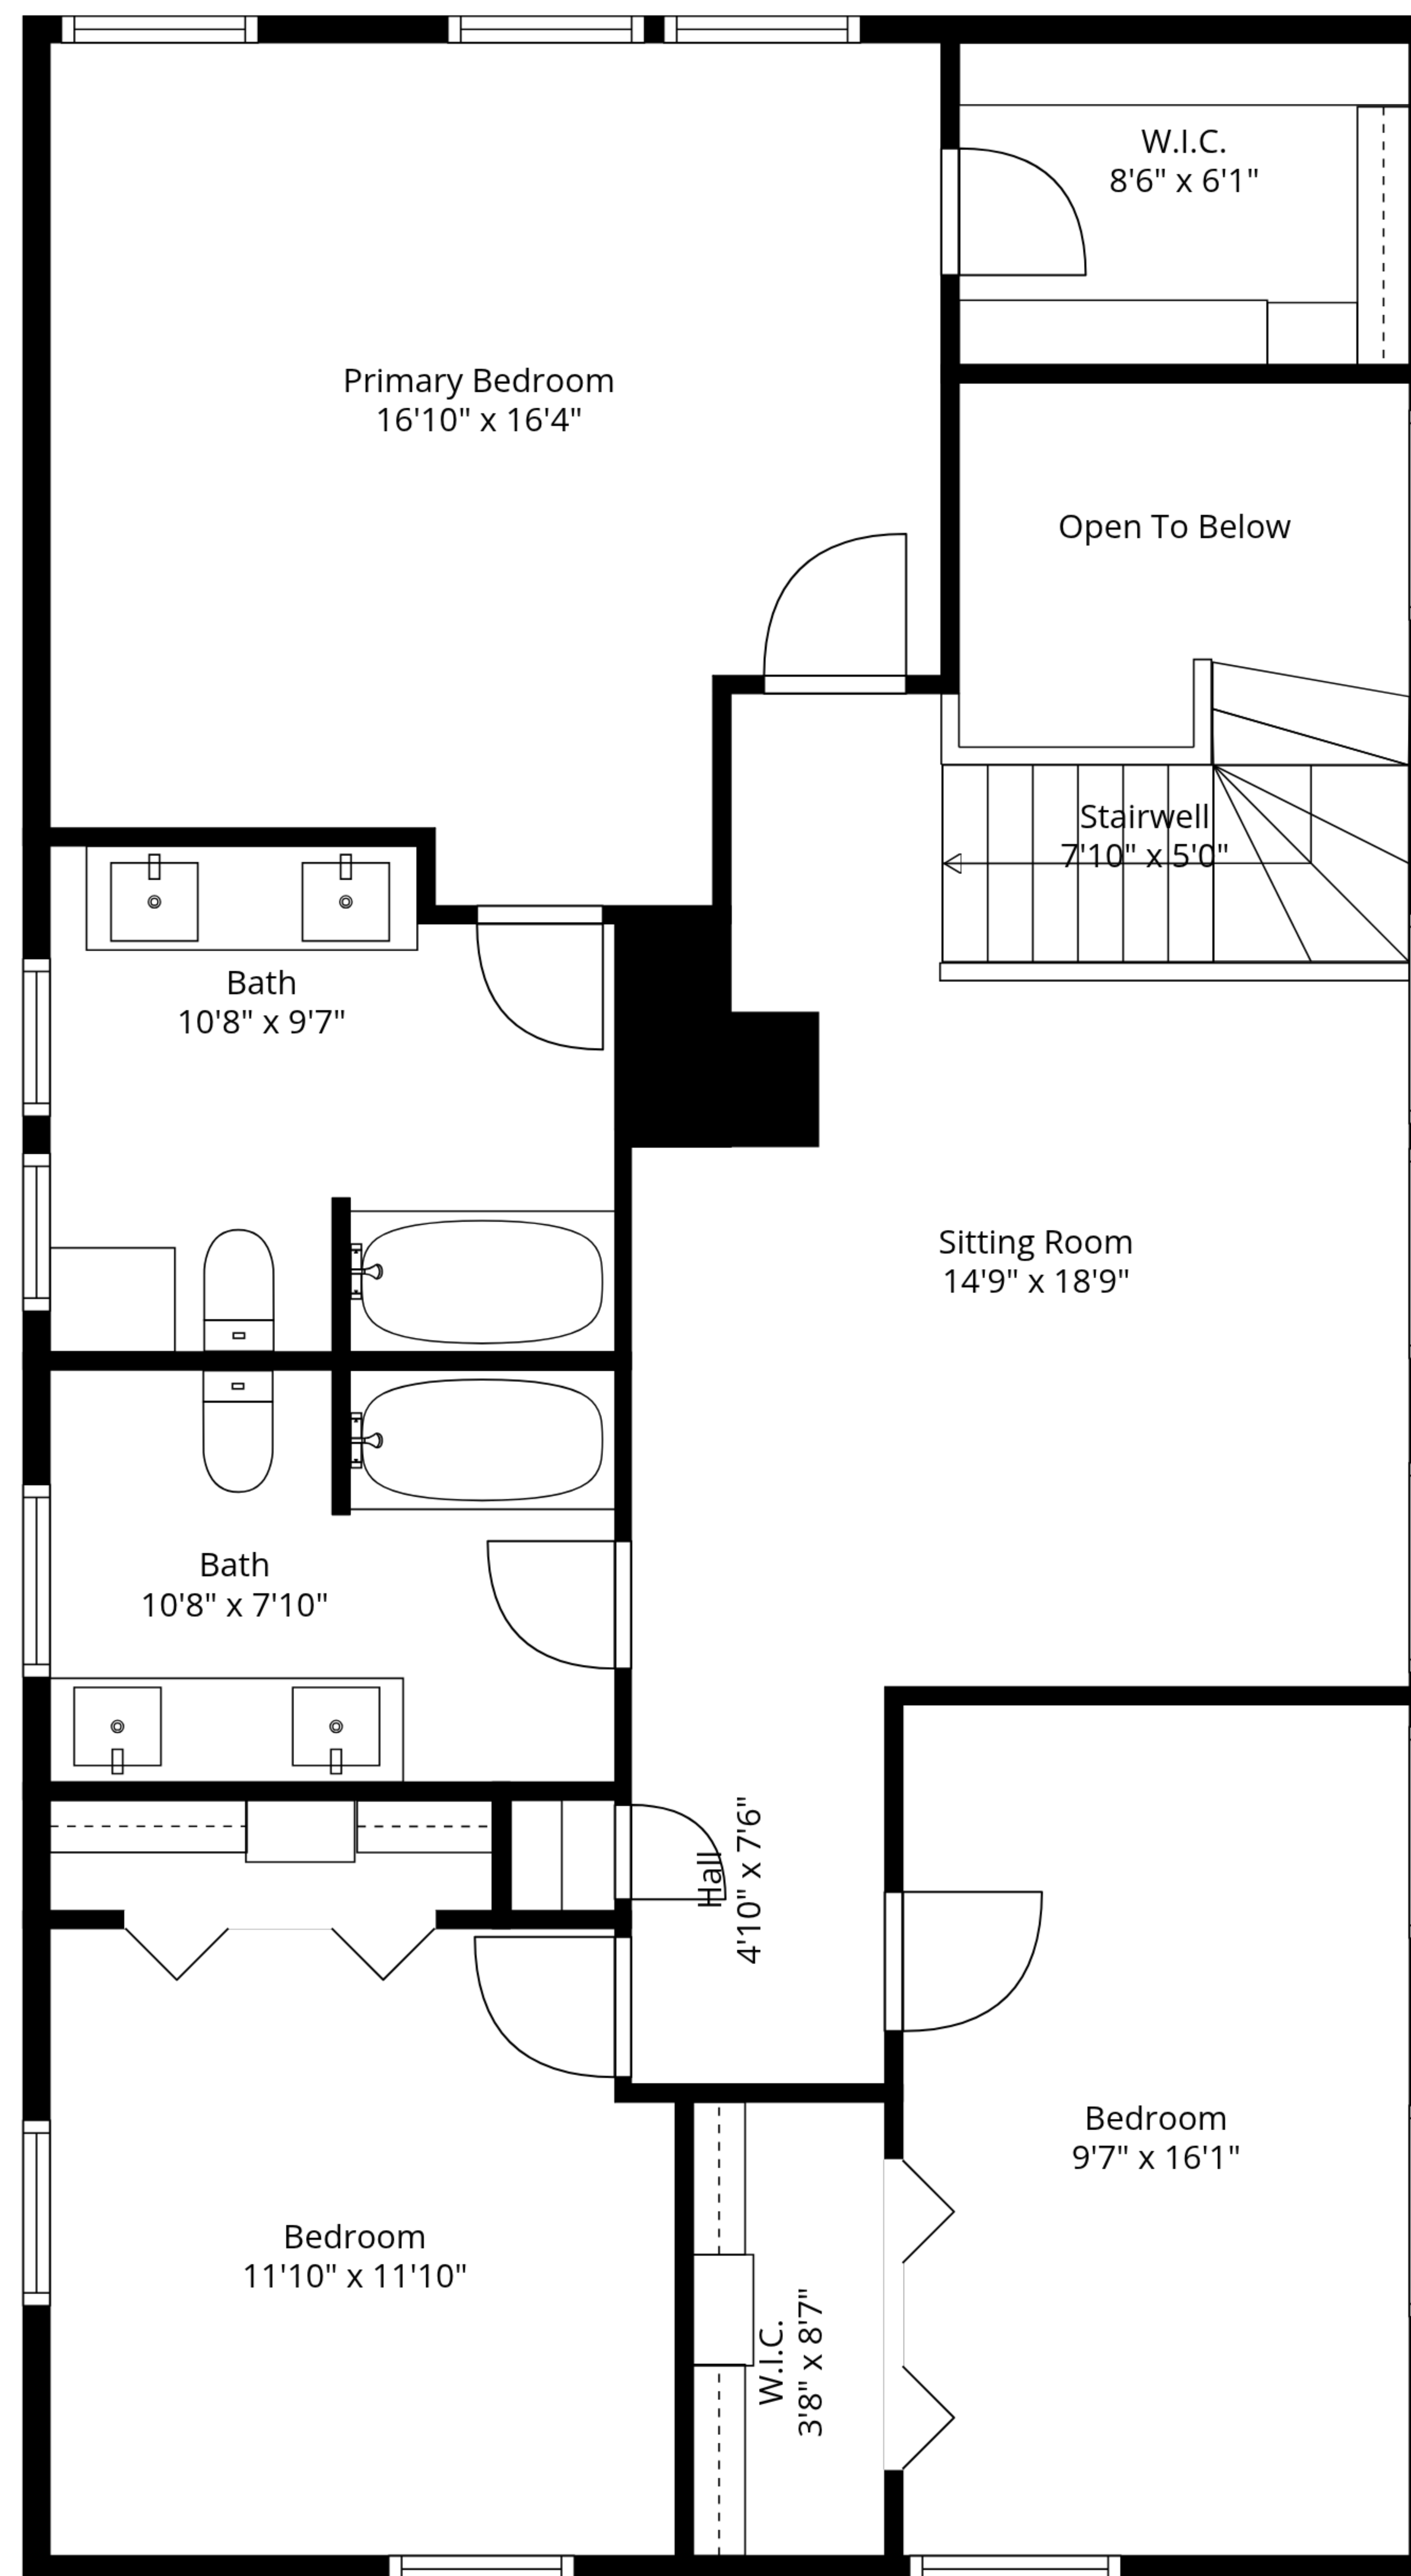 W.I.C.
8'6" x 6'1"
Primary Bedroom
16'10" x 16'4"
Open To Below
Stairwell
7'10" x 5'0"
Bath
10'8" x 9'7"
Sitting Room
14'9" x 18'9"
Bath
10'8" x 7'10"
Hall
4'10" x 7'6"
Bedroom
9'7" x 16'1"
Bedroom
11'10" x 11'10"
W.I.C.
3'8" x 8'7"